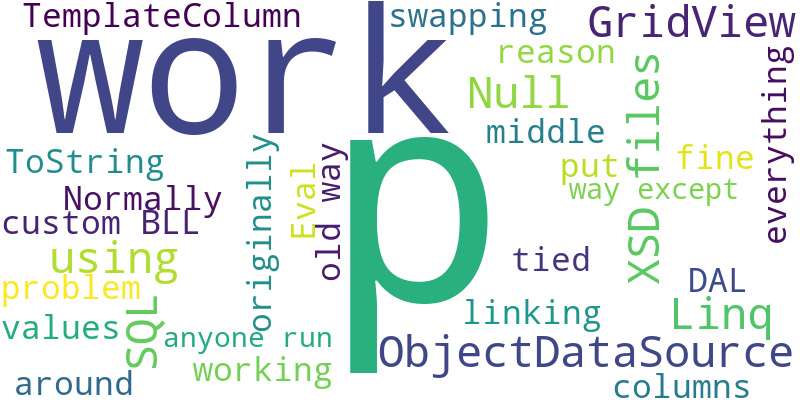 TemplateColumn
swapping
GridView
work
reason
Null
everything
XSD files
middle
put
fine
ToString
way except
Normally
custom BLL
originally
Eval
old way
p
using
tied
DAL
problem
SQL
values
anyone run
linking
Linq
working
ObjectDataSource
around
columns